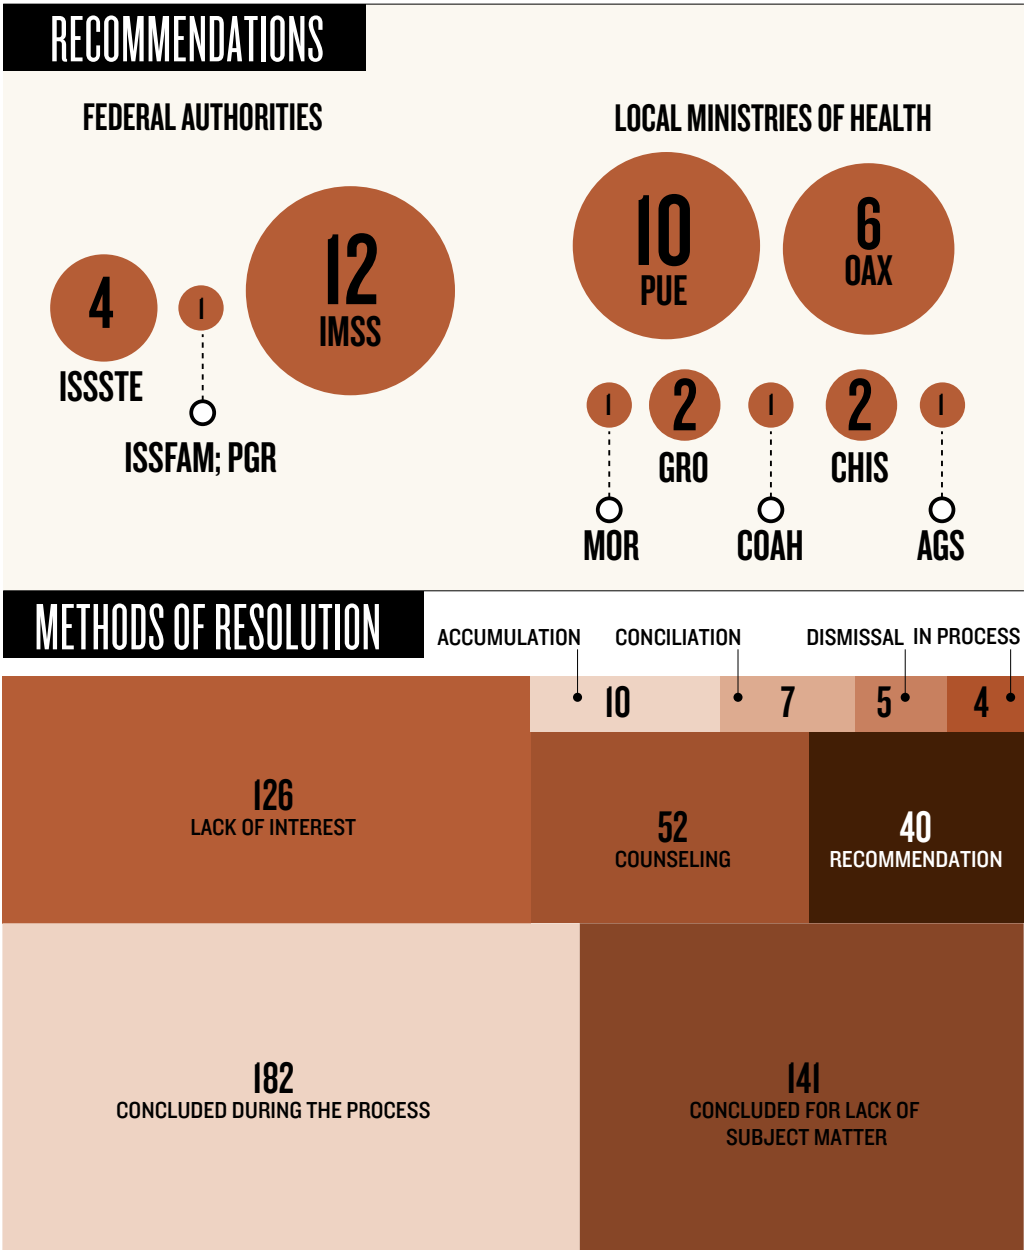 RECOMMENDATIONS
FEDERAL AUTHORITIES
4
ISSSTE
1
ISSFAM; PGR
12
IMSS
LOCAL MINISTRIES OF HEALTH
10
PUE
6
OAX
1
MOR
2
GRO
1
COAH
2
CHIS
1
AGS
METHODS OF RESOLUTION
ACCUMULATION
CONCILIATION
DISMISSAL
IN PROCESS
10
7
5
4
126
LACK OF INTEREST
52
COUNSELING
40
RECOMMENDATION
182
CONCLUDED DURING THE PROCESS
141
CONCLUDED FOR LACK OF
SUBJECT MATTER